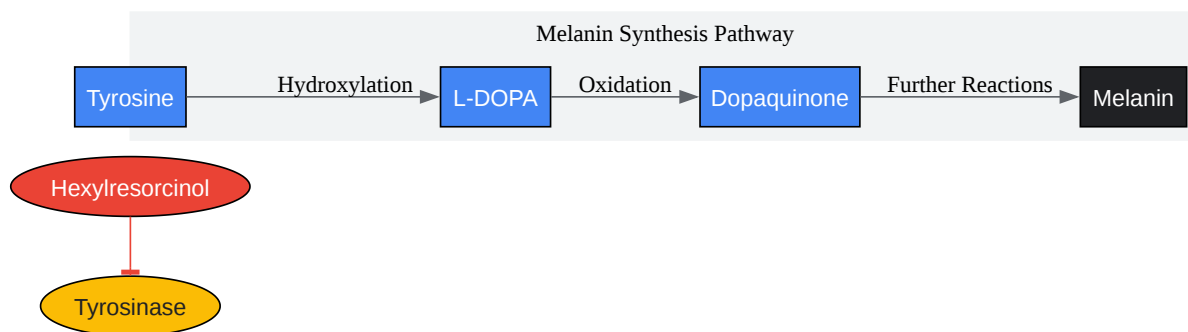 Melanin Synthesis Pathway
Tyrosine
Hydroxylation
L-DOPA
Oxidation
Dopaquinone
Further Reactions
Melanin
Hexylresorcinol
Tyrosinase